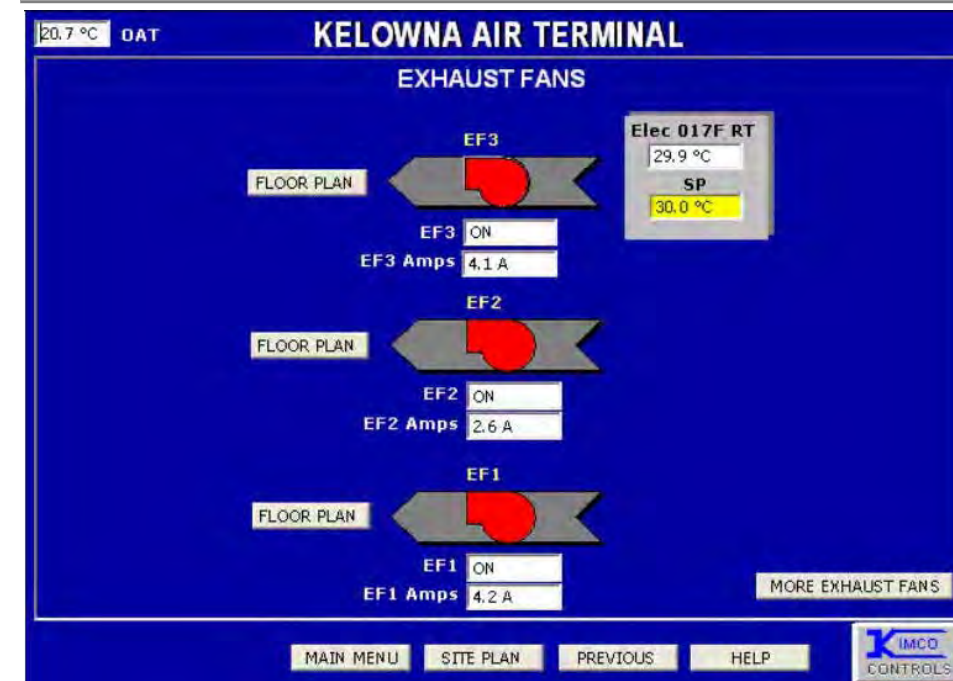 20.7 °C OAT KELOWNA AIR TERMINAL
EXHAUST FANS
EF3
Elec 017F RT
29.9 °C
SP
30.0 °C
FLOOR PLAN
EF3 ON
EF3 Amps 4.1 A
EF2
FLOOR PLAN
EF2 ON
EF2 Amps 2.6 A
EF1
FLOOR PLAN
EF1 ON
EF1 Amps 4.2 A
MORE EXHAUST FANS
MAIN MENU SITE PLAN PREVIOUS HELP
KIMCO
CONTROLS